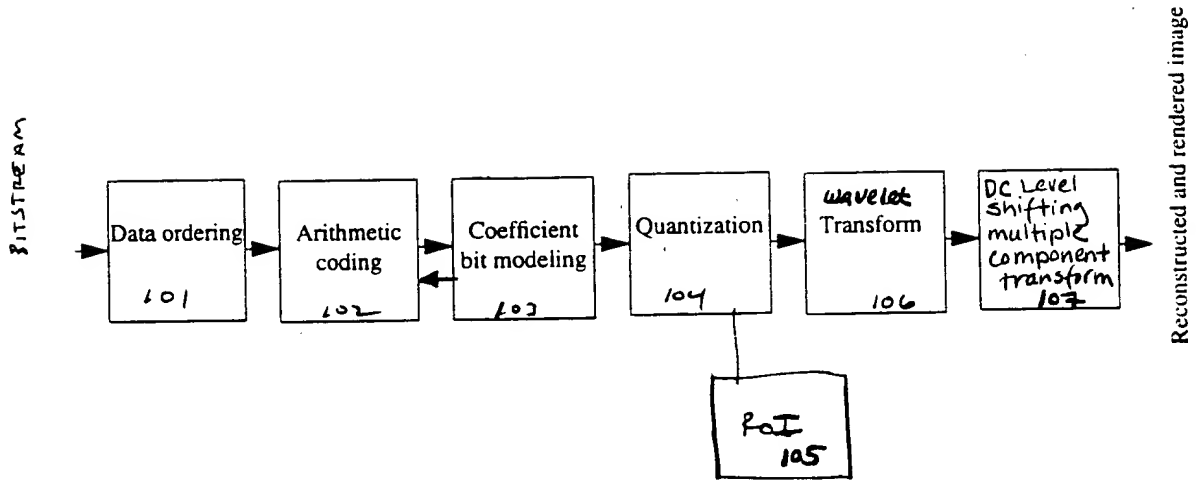 BITSTREAM
Data ordering
101
Arithmetic
coding
102
Coefficient
bit modeling
103
Quantization
104
wavelet
Transform
106
DC Level
shifting
multiple
component
transform
107
RoI
105
Reconstructed and rendered image